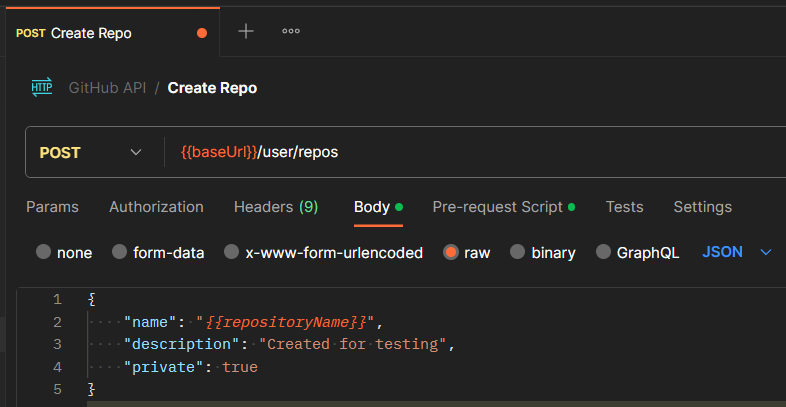 POST Create Repo
HTTP GitHub API / Create Repo
POST {{baseUrl}}/user/repos
Params Authorization Headers (9) Body Pre-request Script Tests Settings
none form-data x-www-form-urlencoded raw binary GraphQL JSON
1 {
2 "name": "{{repositoryName}}",
3 "description": "Created for testing",
4 "private": true
5 }